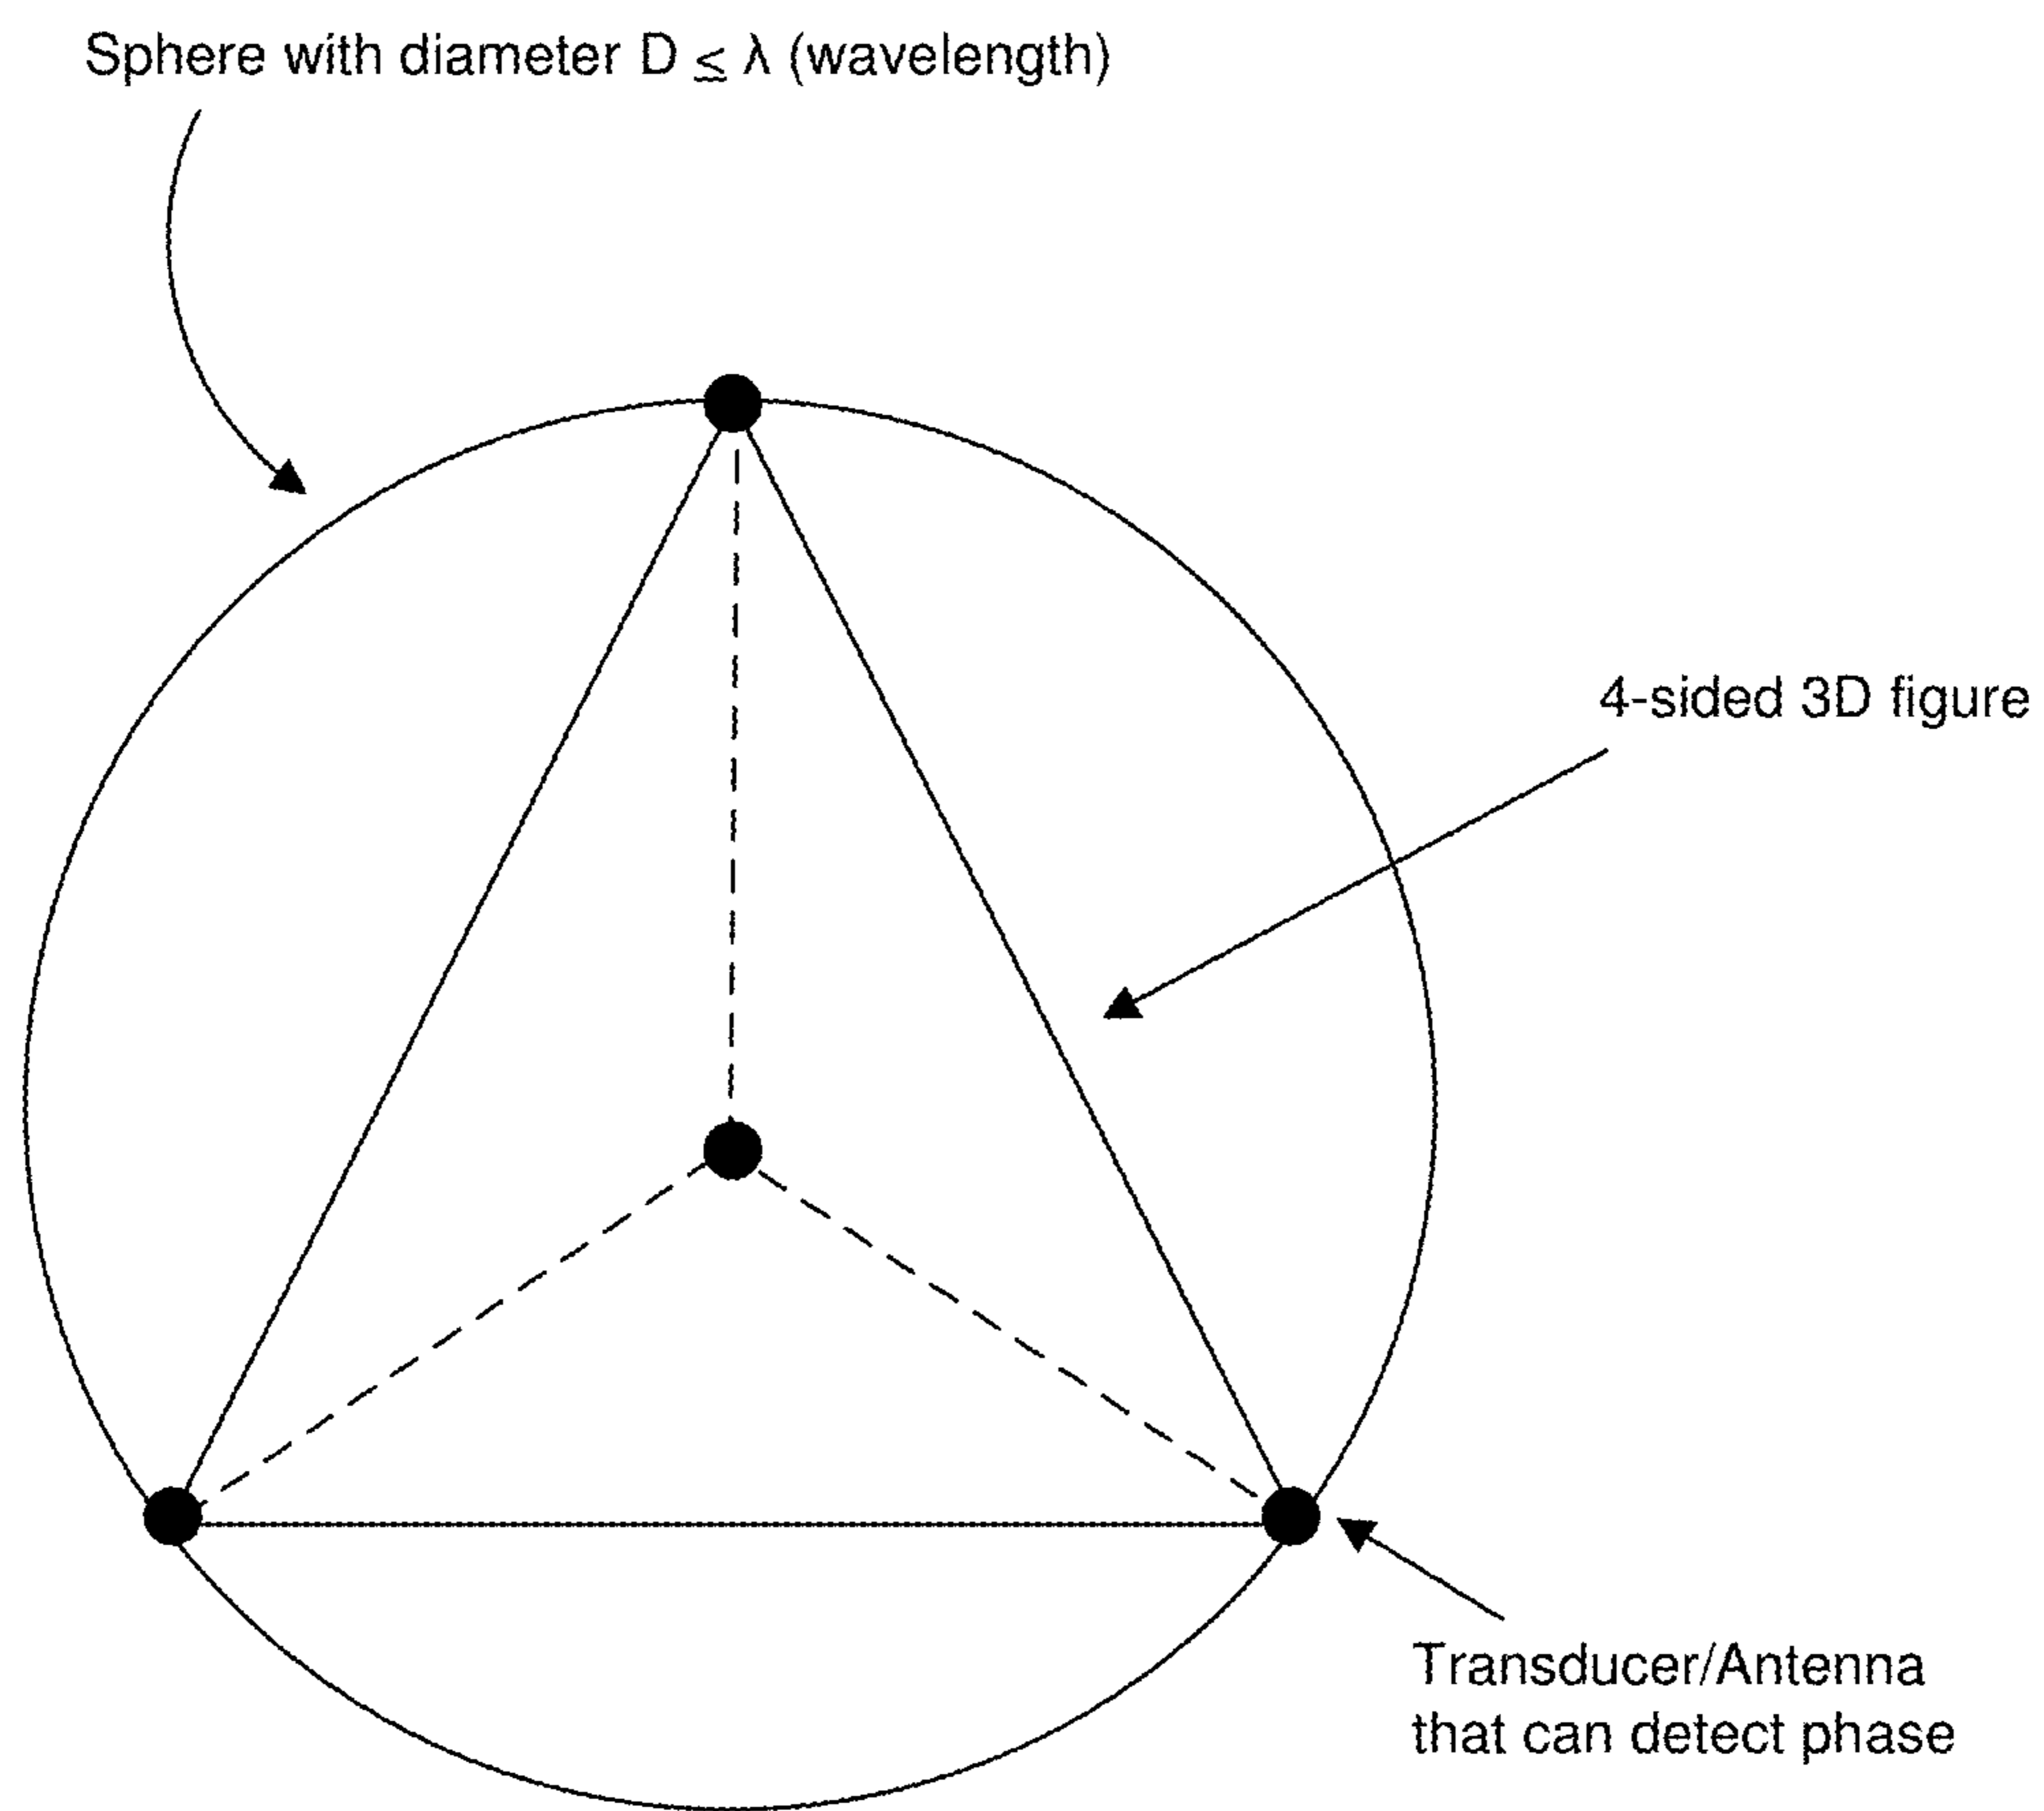 Sphere with diameter D ≦ λ (wavelength)
4-sided 3D figure
Transducer/Antenna
that can detect phase